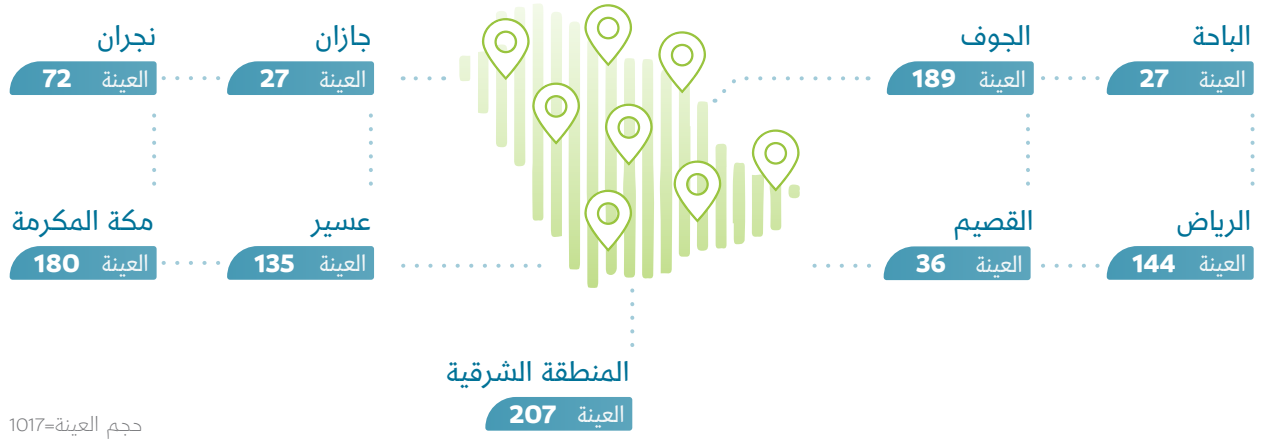 الباحة
العينة 27
الجوف
العينة 189
جازان
العينة 27
نجران
العينة 72
الرياض
العينة 144
القصيم
العينة 36
عسير
العينة 135
مكة المكرمة
العينة 180
المنطقة الشرقية
العينة 207
حجم العينة=1017